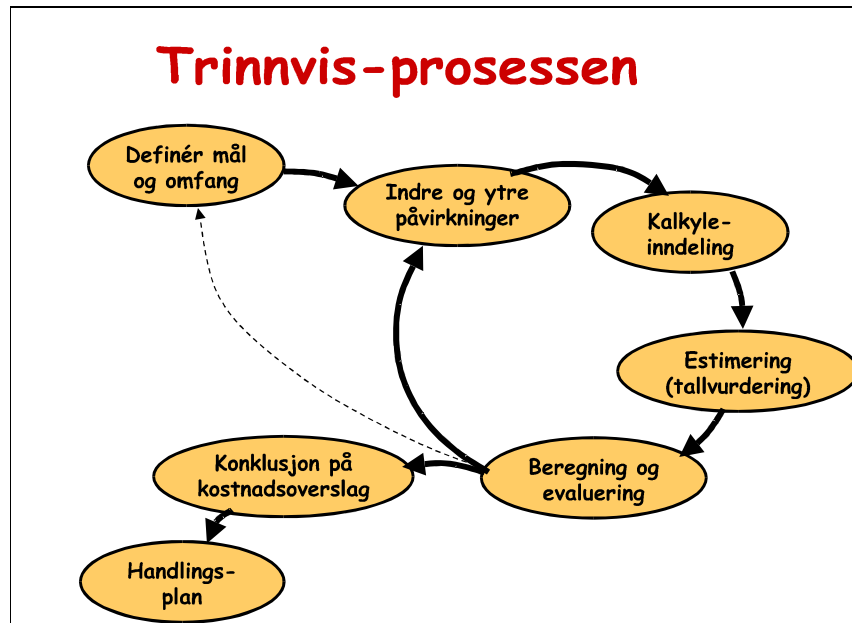 Trinnvis-prosessen
Definér mål
og omfang
Indre og ytre
påvirkninger
Kalkyle-
inndeling
Estimering
(tallvurdering)
Beregning og
evaluering
Konklusjon på
kostnadsoverslag
Handlings-
plan